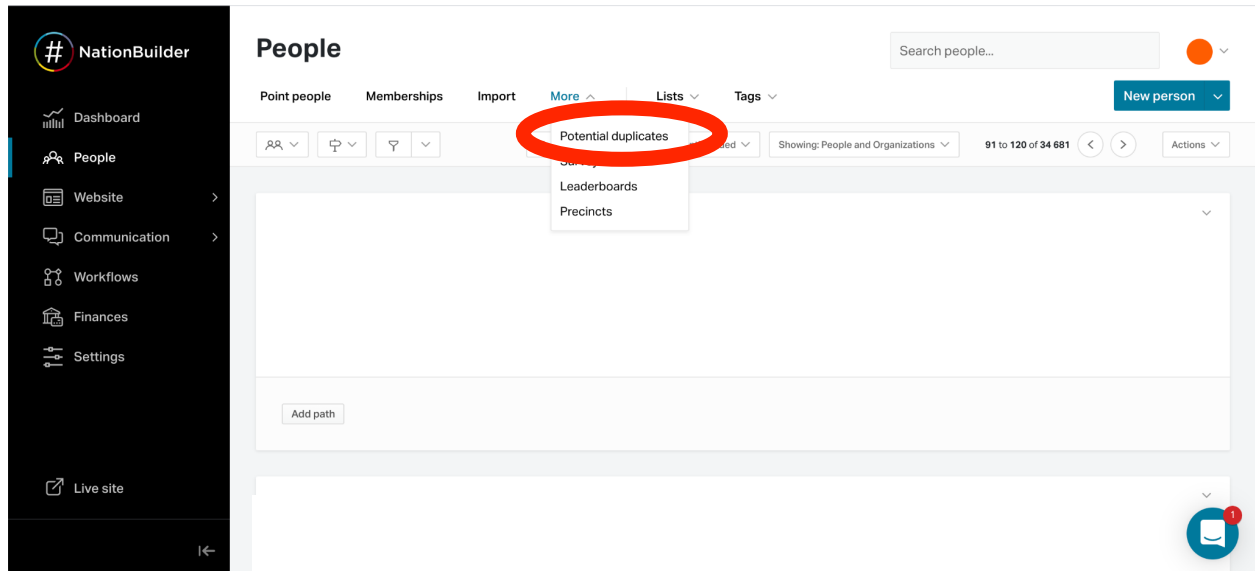 # NationBuilder
Dashboard
People
Website
Communication
Workflows
Finances
Settings
Live site
People
Search people...
Point people
Memberships
Import
More
Lists
Tags
New person
Potential duplicates
Showing: People and Organizations
91 to 120 of 34 681
Actions
Leaderboards
Precincts
Add path
1